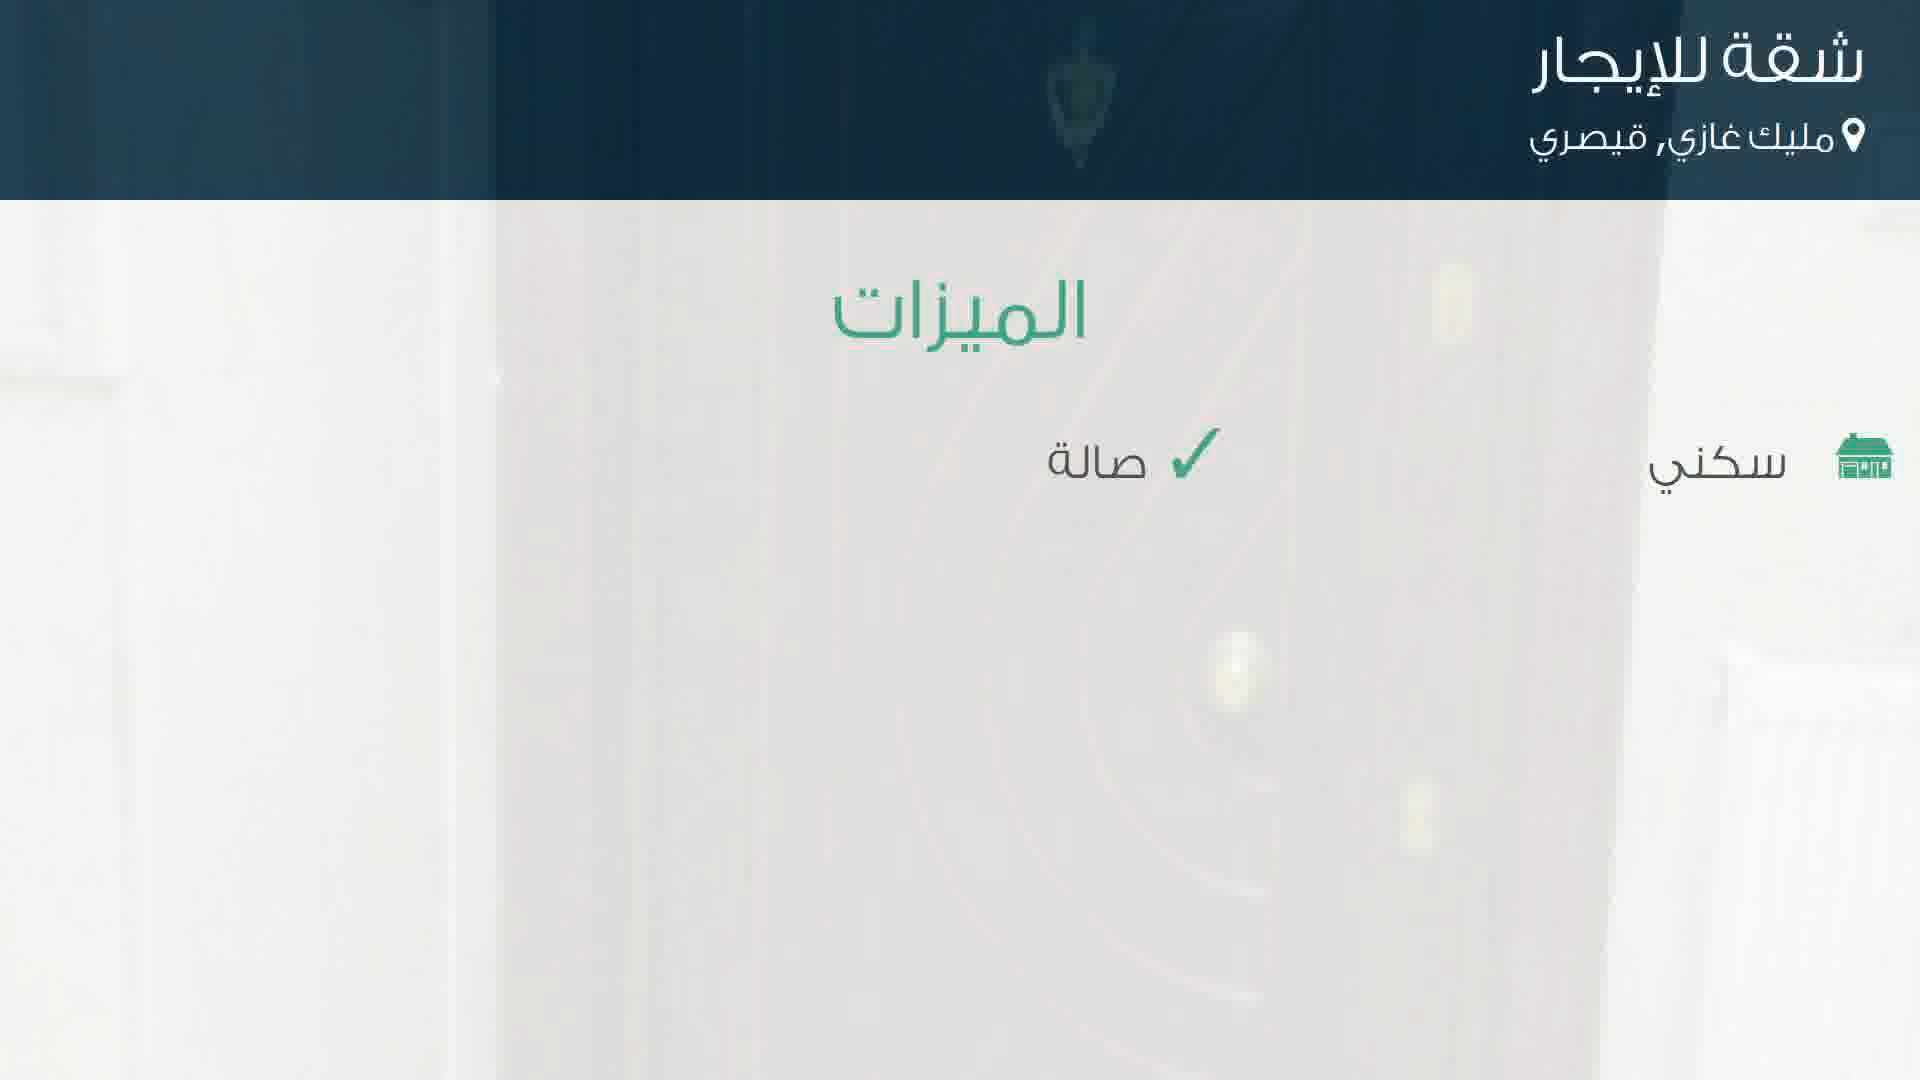 شقة للإيجار
مليك غازي, قيصري
الميزات
سكني
صالة